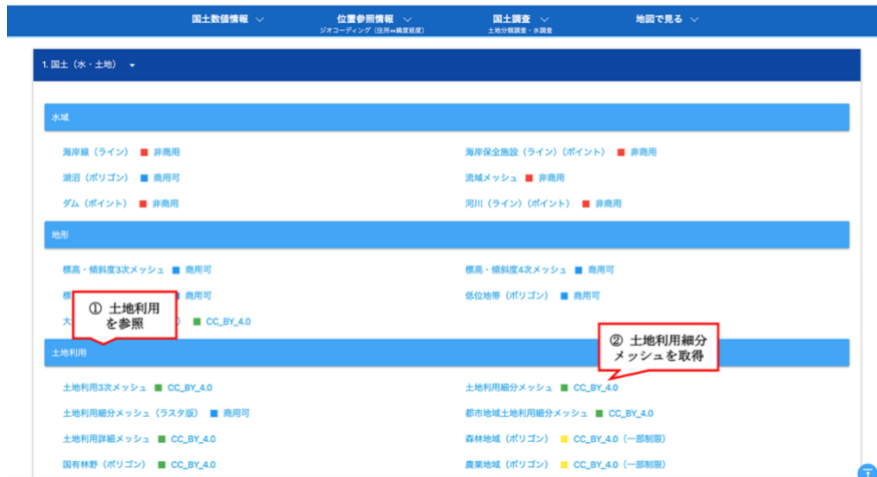 国土数値情報
位置参照情報
ジオコーディング（住所⇔緯度経度）
国土調査
土地分類調査・水調査
地図で見る
1. 国土（水・土地）
水域
海岸線（ライン） 非商用
海岸保全施設（ライン）（ポイント） 非商用
湖沼（ポリゴン） 商用可
流域メッシュ 非商用
ダム（ポイント） 非商用
河川（ライン）（ポイント） 非商用
地形
標高・傾斜度3次メッシュ 商用可
標高・傾斜度4次メッシュ 商用可
標 商用可
低位地帯（ポリゴン） 商用可
大 ） CC_BY_4.0
① 土地利用
を参照
② 土地利用細分
メッシュを取得
土地利用
土地利用3次メッシュ CC_BY_4.0
土地利用細分メッシュ CC_BY_4.0
土地利用細分メッシュ（ラスタ版） 商用可
都市地域土地利用細分メッシュ CC_BY_4.0
土地利用詳細メッシュ CC_BY_4.0
森林地域（ポリゴン） CC_BY_4.0（一部制限）
国有林野（ポリゴン） CC_BY_4.0
農業地域（ポリゴン） CC_BY_4.0（一部制限）